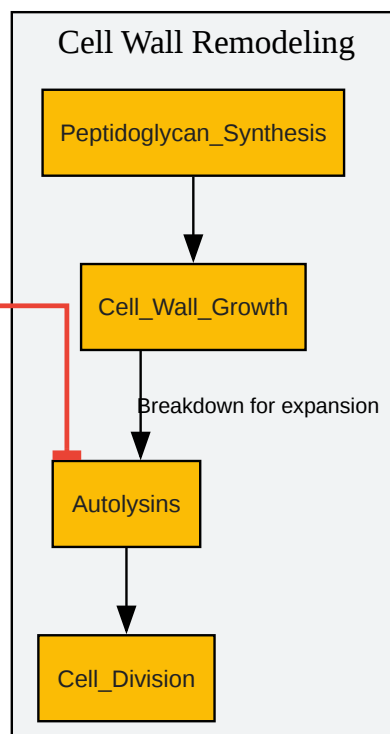 Cell Wall Remodeling
Peptidoglycan_Synthesis
Cell_Wall_Growth
Breakdown for expansion
Autolysins
Cell_Division